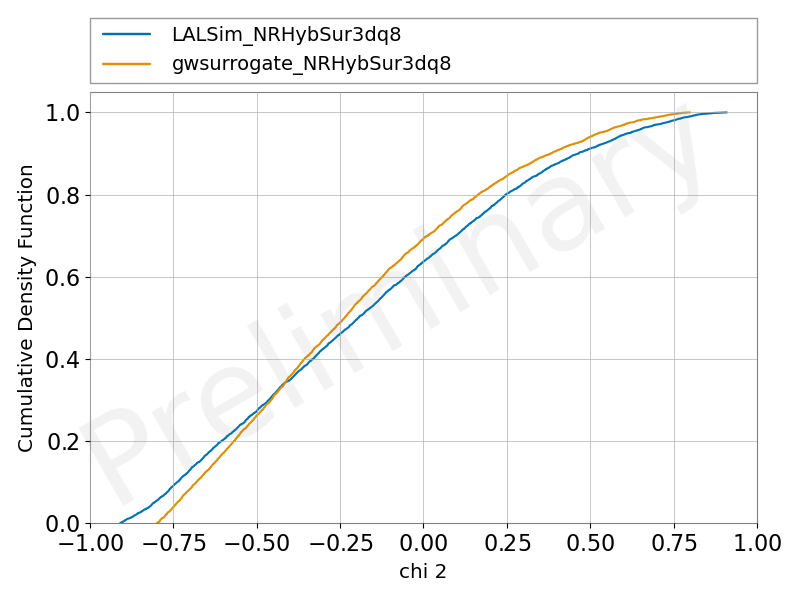 LALSim_NRHybSur3dq8
gwsurrogate_NRHybSur3dq8
1.0
0.8
0.6
0.4
0.2
0.0
Cumulative Density Function
Preliminary
−1.00 −0.75 −0.50 −0.25 0.00 0.25 0.50 0.75 1.00
chi 2